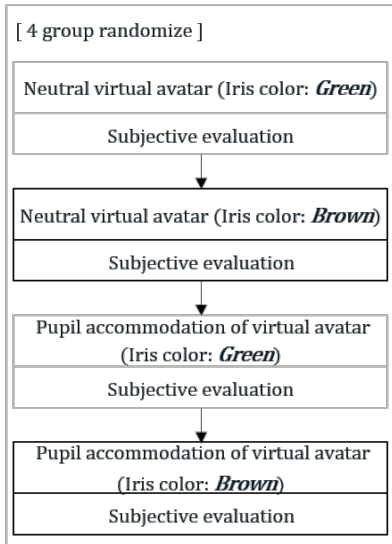 [ 4 group randomize ]
Neutral virtual avatar (Iris color: Green)
Subjective evaluation
Neutral virtual avatar (Iris color: Brown)
Subjective evaluation
Pupil accommodation of virtual avatar
(Iris color: Green)
Subjective evaluation
Pupil accommodation of virtual avatar
(Iris color: Brown)
Subjective evaluation